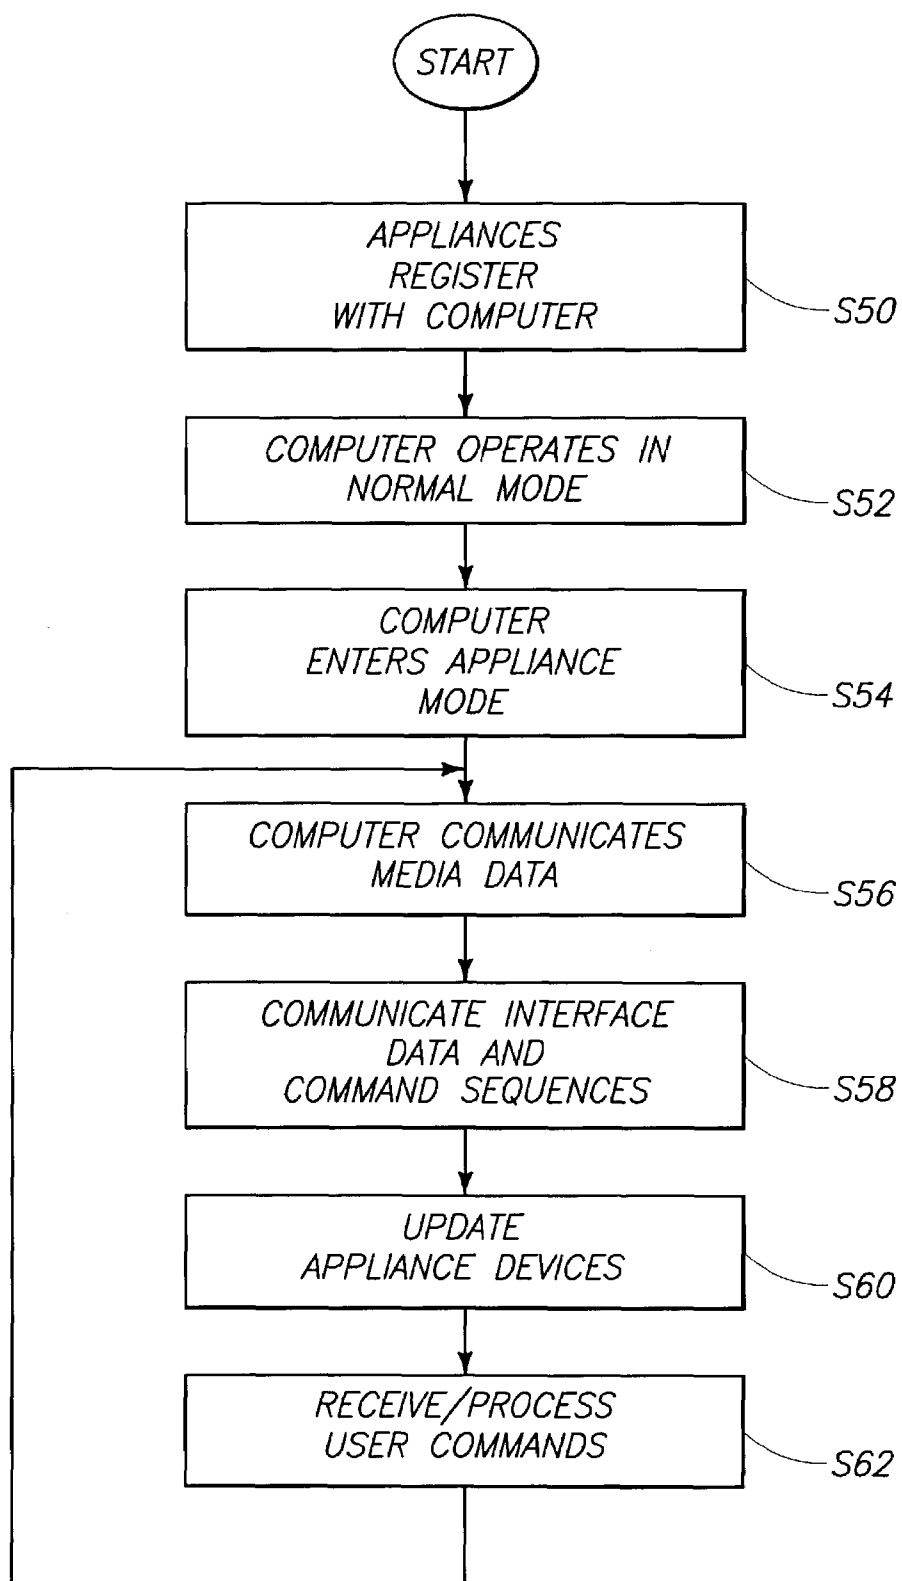 START
APPLIANCES
REGISTER
WITH COMPUTER
S50
COMPUTER OPERATES IN
NORMAL MODE
S52
COMPUTER
ENTERS APPLIANCE
MODE
S54
COMPUTER COMMUNICATES
MEDIA DATA
S56
COMMUNICATE INTERFACE
DATA AND
COMMAND SEQUENCES
S58
UPDATE
APPLIANCE DEVICES
S60
RECEIVE/PROCESS
USER COMMANDS
S62